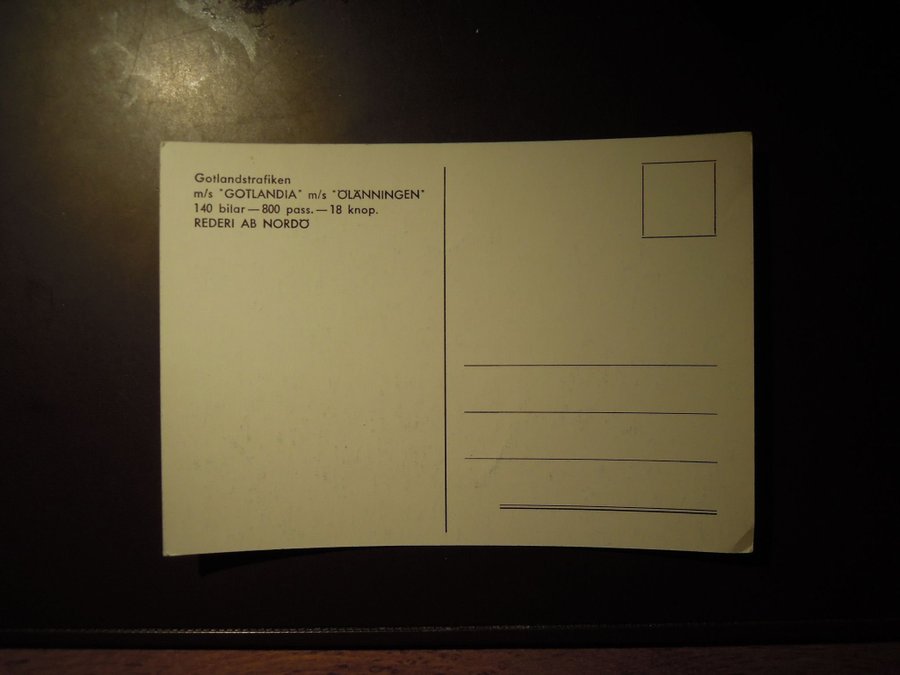 Gotlandstrafiken
m/s "GOTLANDIA" m/s "ÖLÄNNINGEN"
140 bilar — 800 pass. — 18 knop.
REDERI AB NORDÖ